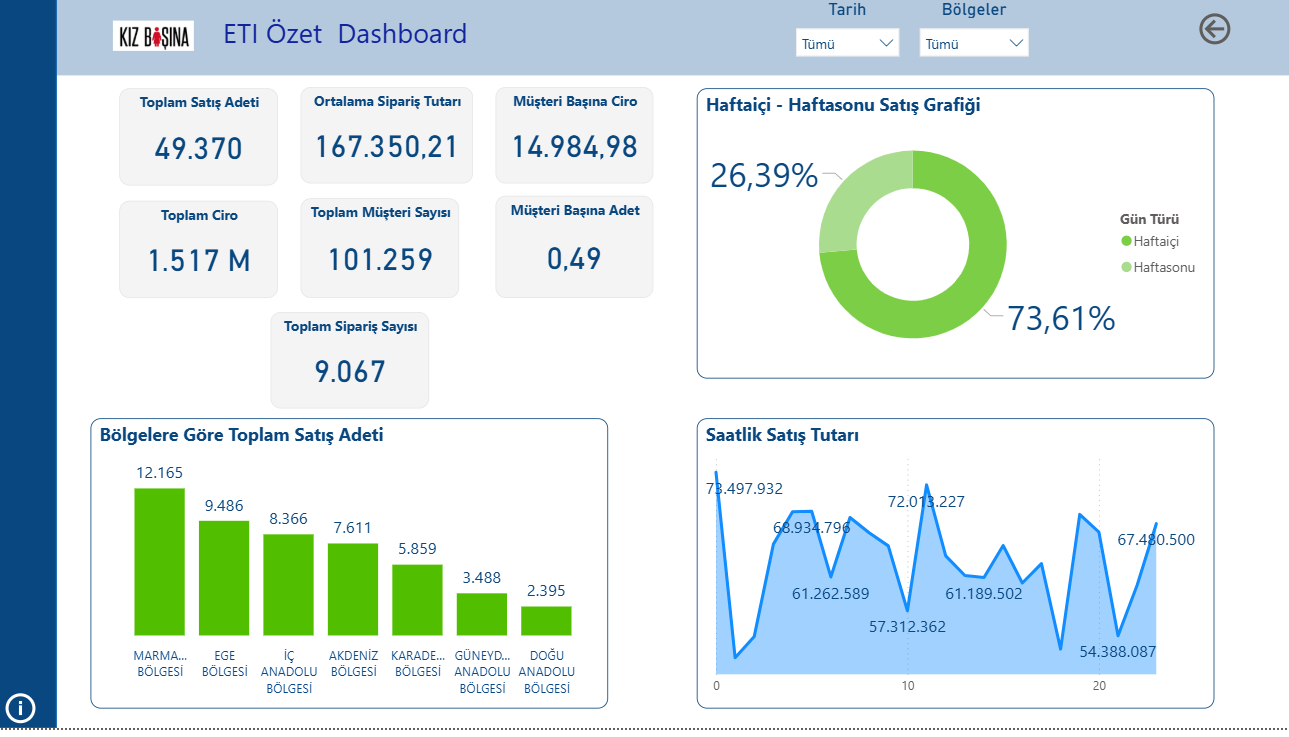 KIZ BAŞINA
ETI Özet Dashboard
Tarih
Tümü
Bölgeler
Tümü
Toplam Satış Adeti
49.370
Ortalama Sipariş Tutarı
167.350,21
Müşteri Başına Ciro
14.984,98
Toplam Ciro
1.517 M
Toplam Müşteri Sayısı
101.259
Müşteri Başına Adet
0,49
Toplam Sipariş Sayısı
9.067
Haftaiçi - Haftasonu Satış Grafiği
26,39%
73,61%
Gün Türü
Haftaiçi
Haftasonu
Bölgelere Göre Toplam Satış Adeti
12.165
9.486
8.366
7.611
5.859
3.488
2.395
MARMA...
BÖLGESİ
EGE
BÖLGESİ
İÇ
ANADOLU
BÖLGESİ
AKDENİZ
BÖLGESİ
KARADE...
BÖLGESİ
GÜNEYD...
ANADOLU
BÖLGESİ
DOĞU
ANADOLU
BÖLGESİ
Saatlik Satış Tutarı
73.497.932
68.934.796
61.262.589
57.312.362
72.013.227
61.189.502
54.388.087
67.480.500
0
10
20